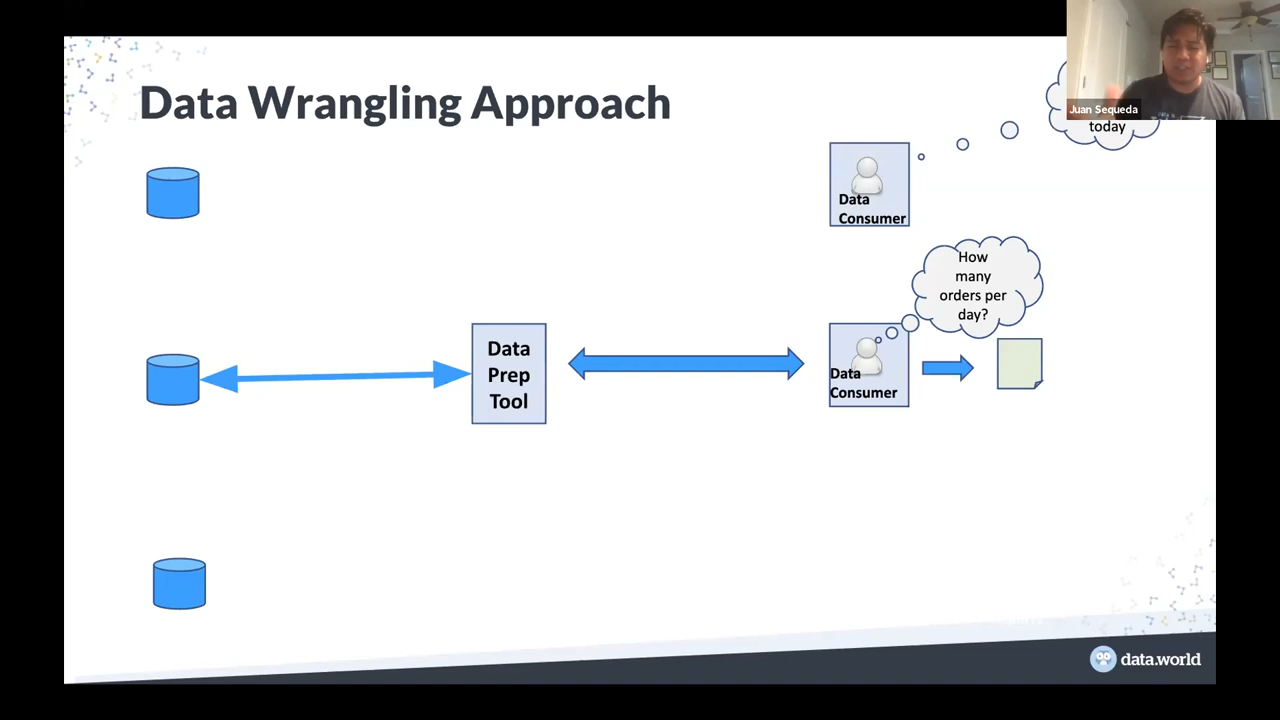 Data Wrangling Approach
Juan Sequeda
today
Data
Consumer
How
many
orders per
day?
Data
Prep
Tool
Data
Consumer
data.world